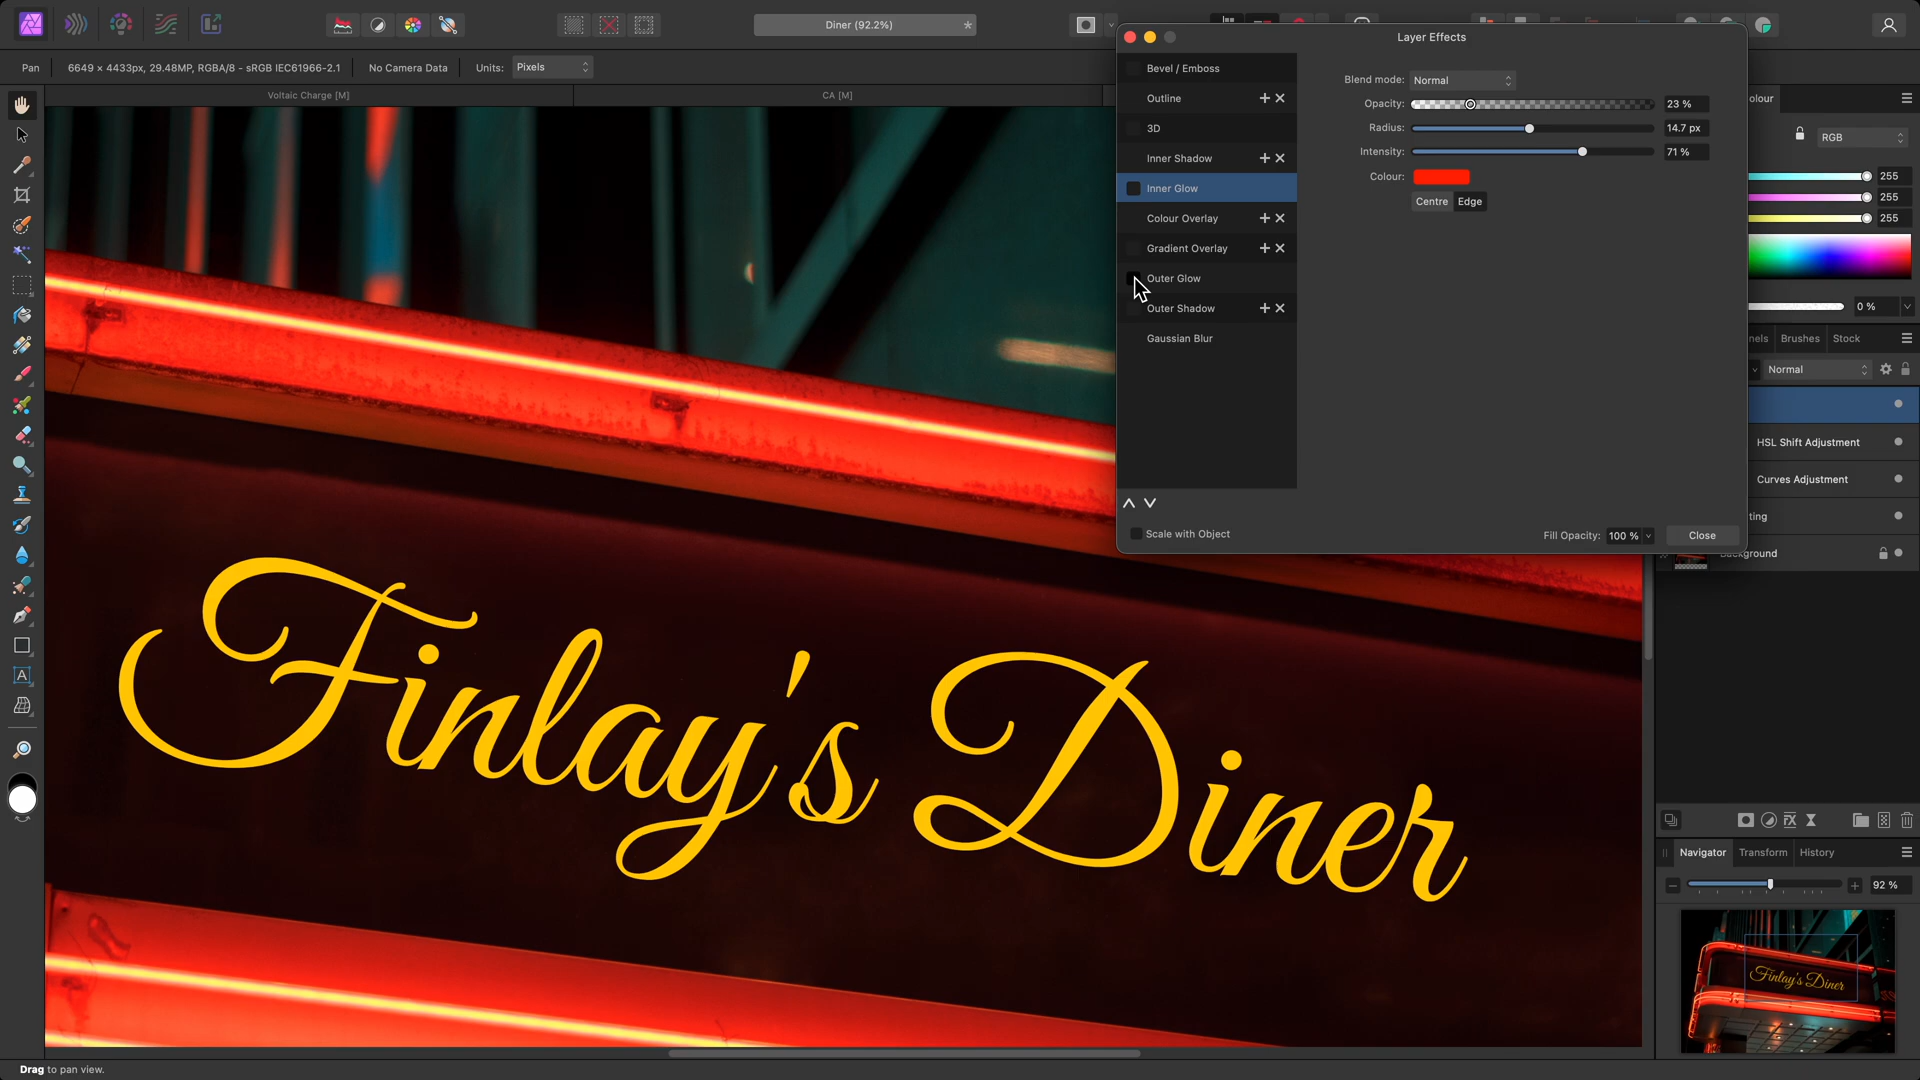 Diner (92.2%)
*
Layer Effects
Pan
6649 × 4433px, 29.48MP, RGBA/8 - sRGB IEC61966-2.1
No Camera Data
Units:
Pixels
Voltaic Charge [M]
CA [M]
Bevel / Emboss
Outline
3D
Inner Shadow
Inner Glow
Colour Overlay
Gradient Overlay
Outer Glow
Outer Shadow
Gaussian Blur
Blend mode: Normal
Opacity: 23 %
Radius: 14.7 px
Intensity: 71 %
Colour:
Centre Edge
Scale with Object
Fill Opacity: 100 %
Close
olour
RGB
255
255
255
0 %
nels
Brushes
Stock
Normal
HSL Shift Adjustment
Curves Adjustment
ting
Background
Finlay's Diner
Navigator
Transform
History
92 %
Finlay's Diner
Drag to pan view.